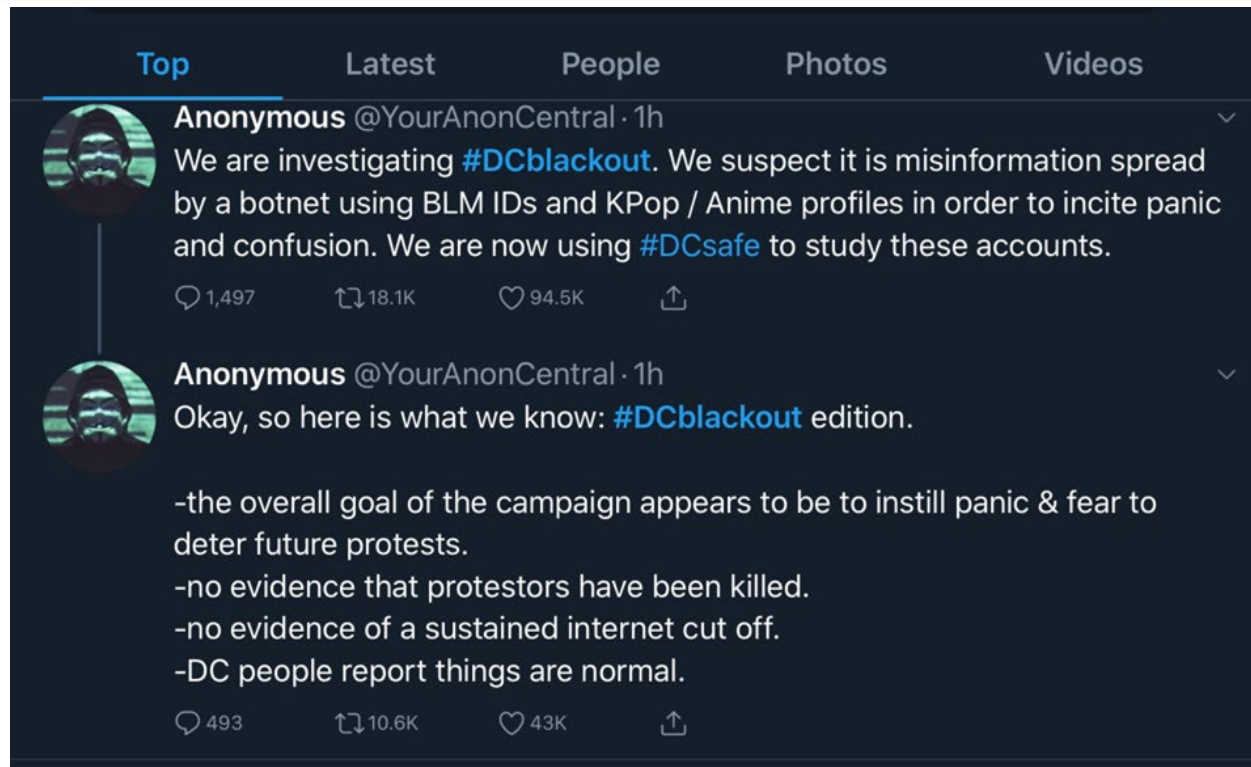 Top Latest People Photos Videos
Anonymous @YourAnonCentral · 1h
We are investigating #DCblackout. We suspect it is misinformation spread
by a botnet using BLM IDs and KPop / Anime profiles in order to incite panic
and confusion. We are now using #DCsafe to study these accounts.
1,497 18.1K 94.5K
Anonymous @YourAnonCentral · 1h
Okay, so here is what we know: #DCblackout edition.
-the overall goal of the campaign appears to be to instill panic & fear to
deter future protests.
-no evidence that protestors have been killed.
-no evidence of a sustained internet cut off.
-DC people report things are normal.
493 10.6K 43K